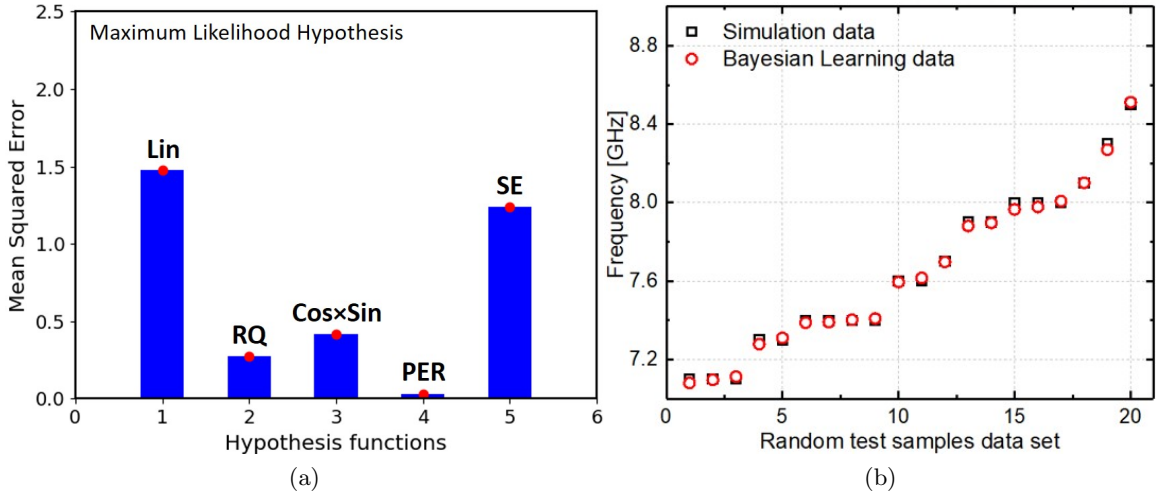 Maximum Likelihood Hypothesis
Mean Squared Error
2.5
2.0
1.5
1.0
0.5
0.0
Lin
RQ
Cos×Sin
PER
SE
0 1 2 3 4 5 6
Hypothesis functions
(a)
Simulation data
Bayesian Learning data
Frequency [GHz]
8.8
8.4
8.0
7.6
7.2
0 5 10 15 20
Random test samples data set
(b)